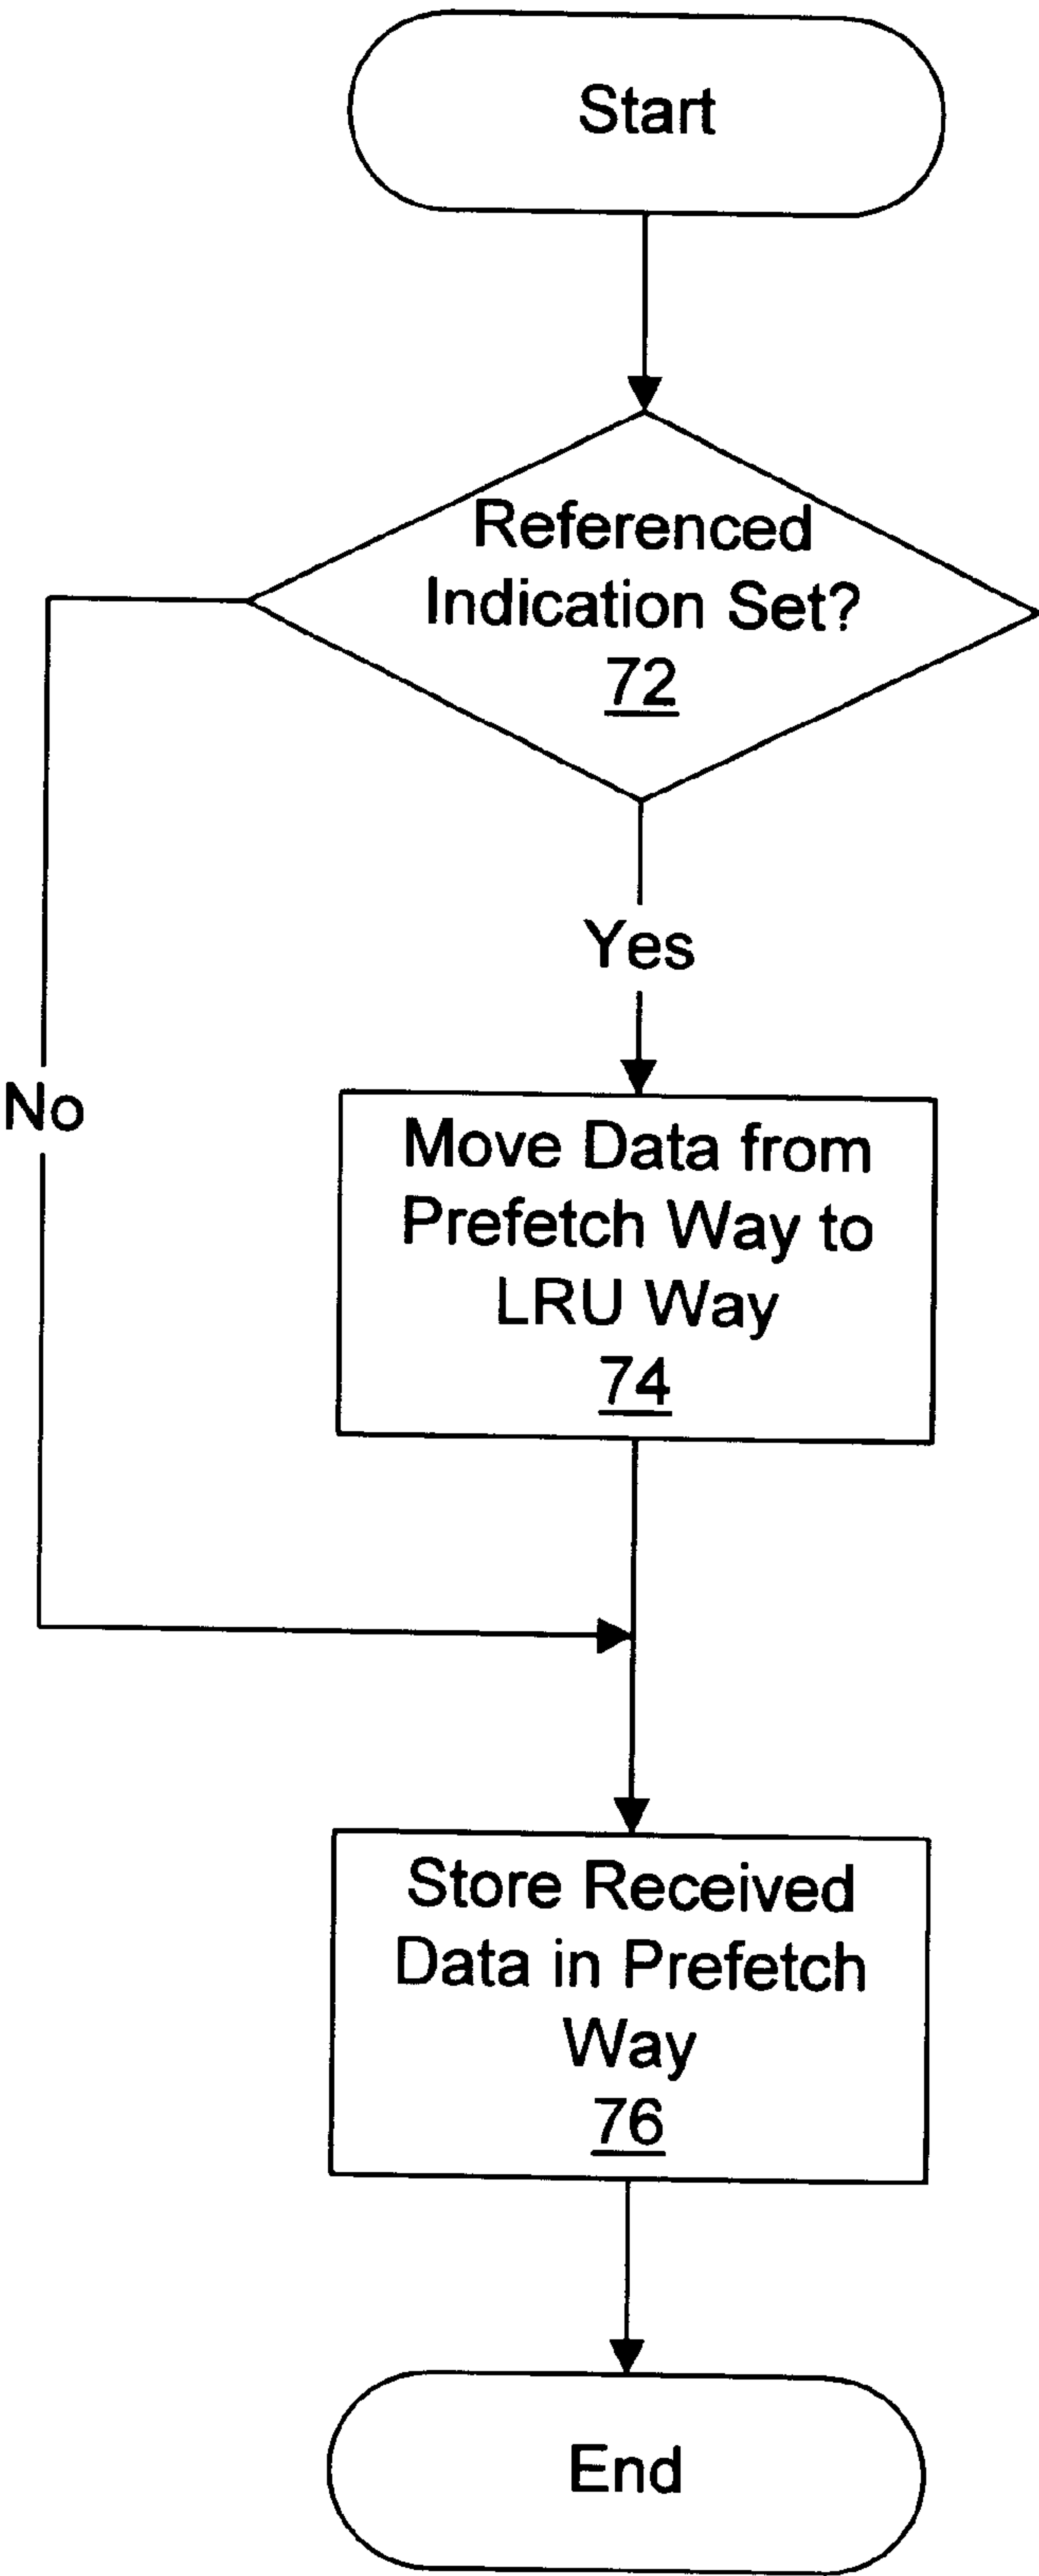 Start
Referenced
Indication Set?
72
Yes
No
Move Data from
Prefetch Way to
LRU Way
74
Store Received
Data in Prefetch
Way
76
End